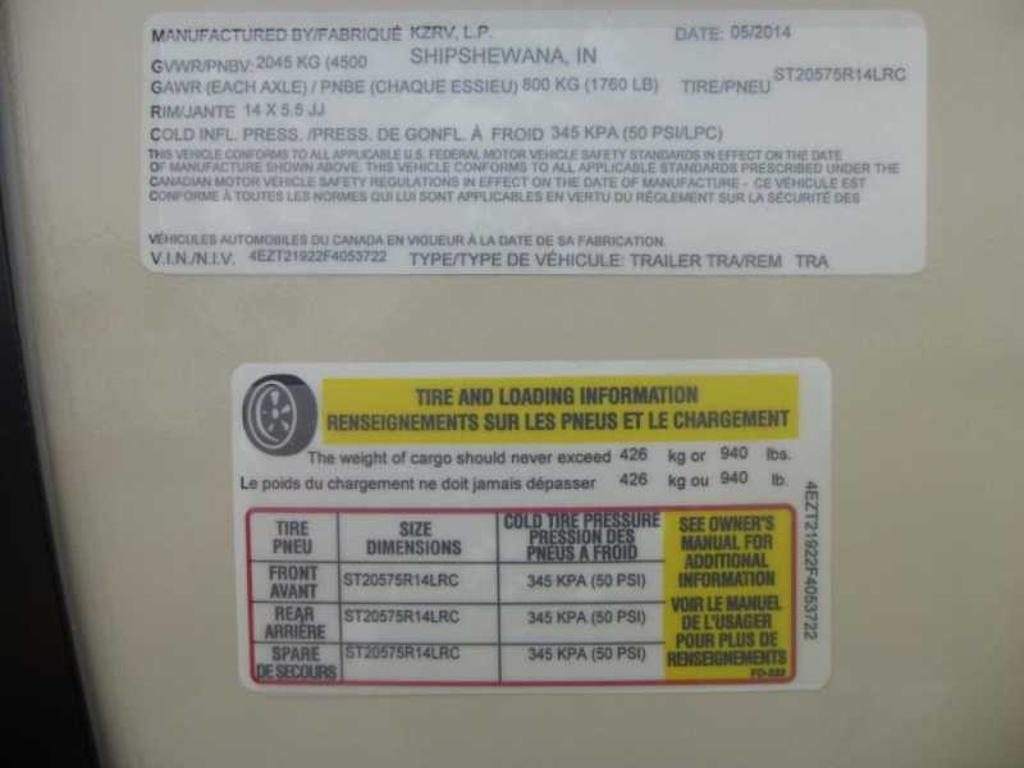 MANUFACTURED BY/FABRIQUÉ KZRV, L.P. DATE: 05/2014
SHIPSHEWANA, IN
GVWR/PNBV: 2045 KG (4500
GAWR (EACH AXLE) / PNBE (CHAQUE ESSIEU) 800 KG (1760 LB) TIRE/PNEU ST20575R14LRC
RIM/JANTE 14 X 5.5 JJ
COLD INFL. PRESS. /PRESS. DE GONFL. À FROID 345 KPA (50 PSI/LPC)
THIS VEHICLE CONFORMS TO ALL APPLICABLE U.S. FEDERAL MOTOR VEHICLE SAFETY STANDARDS IN EFFECT ON THE DATE
OF MANUFACTURE SHOWN ABOVE. THIS VEHICLE CONFORMS TO ALL APPLICABLE STANDARDS PRESCRIBED UNDER THE
CANADIAN MOTOR VEHICLE SAFETY REGULATIONS IN EFFECT ON THE DATE OF MANUFACTURE - CE VÉHICULE EST
CONFORME À TOUTES LES NORMES QUI LUI SONT APPLICABLES EN VERTU DU RÈGLEMENT SUR LA SÉCURITÉ DES
VÉHICULES AUTOMOBILES DU CANADA EN VIGUEUR À LA DATE DE SA FABRICATION.
V.I.N./N.I.V. 4EZT21922F4053722 TYPE/TYPE DE VÉHICULE: TRAILER TRA/REM TRA
TIRE AND LOADING INFORMATION
RENSEIGNEMENTS SUR LES PNEUS ET LE CHARGEMENT
The weight of cargo should never exceed 426 kg or 940 lbs.
Le poids du chargement ne doit jamais dépasser 426 kg ou 940 lb.
TIRE
PNEU
SIZE
DIMENSIONS
COLD TIRE PRESSURE
PRESSION DES
PNEUS A FROID
FRONT
AVANT
ST20575R14LRC
345 KPA (50 PSI)
REAR
ARRIÈRE
ST20575R14LRC
345 KPA (50 PSI)
SPARE
DE SECOURS
ST20575R14LRC
345 KPA (50 PSI)
SEE OWNER'S
MANUAL FOR
ADDITIONAL
INFORMATION
VOIR LE MANUEL
DE L'USAGER
POUR PLUS DE
RENSEIGNEMENTS
4EZT21922F4053722